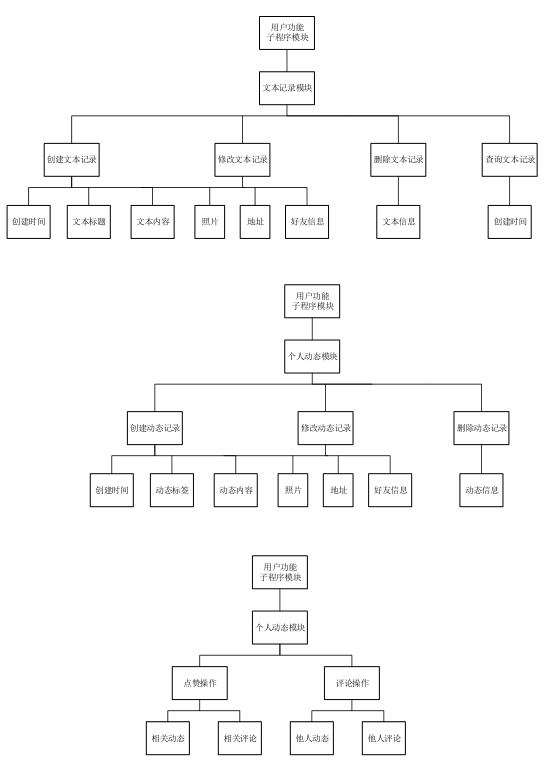 用户功能
子程序模块
文本记录模块
创建文本记录
修改文本记录
删除文本记录
查询文本记录
创建时间
文本标题
文本内容
照片
地址
好友信息
文本信息
创建时间
用户功能
子程序模块
个人动态模块
创建动态记录
修改动态记录
删除动态记录
创建时间
动态标签
动态内容
照片
地址
好友信息
动态信息
用户功能
子程序模块
个人动态模块
点赞操作
评论操作
相关动态
相关评论
他人动态
他人评论